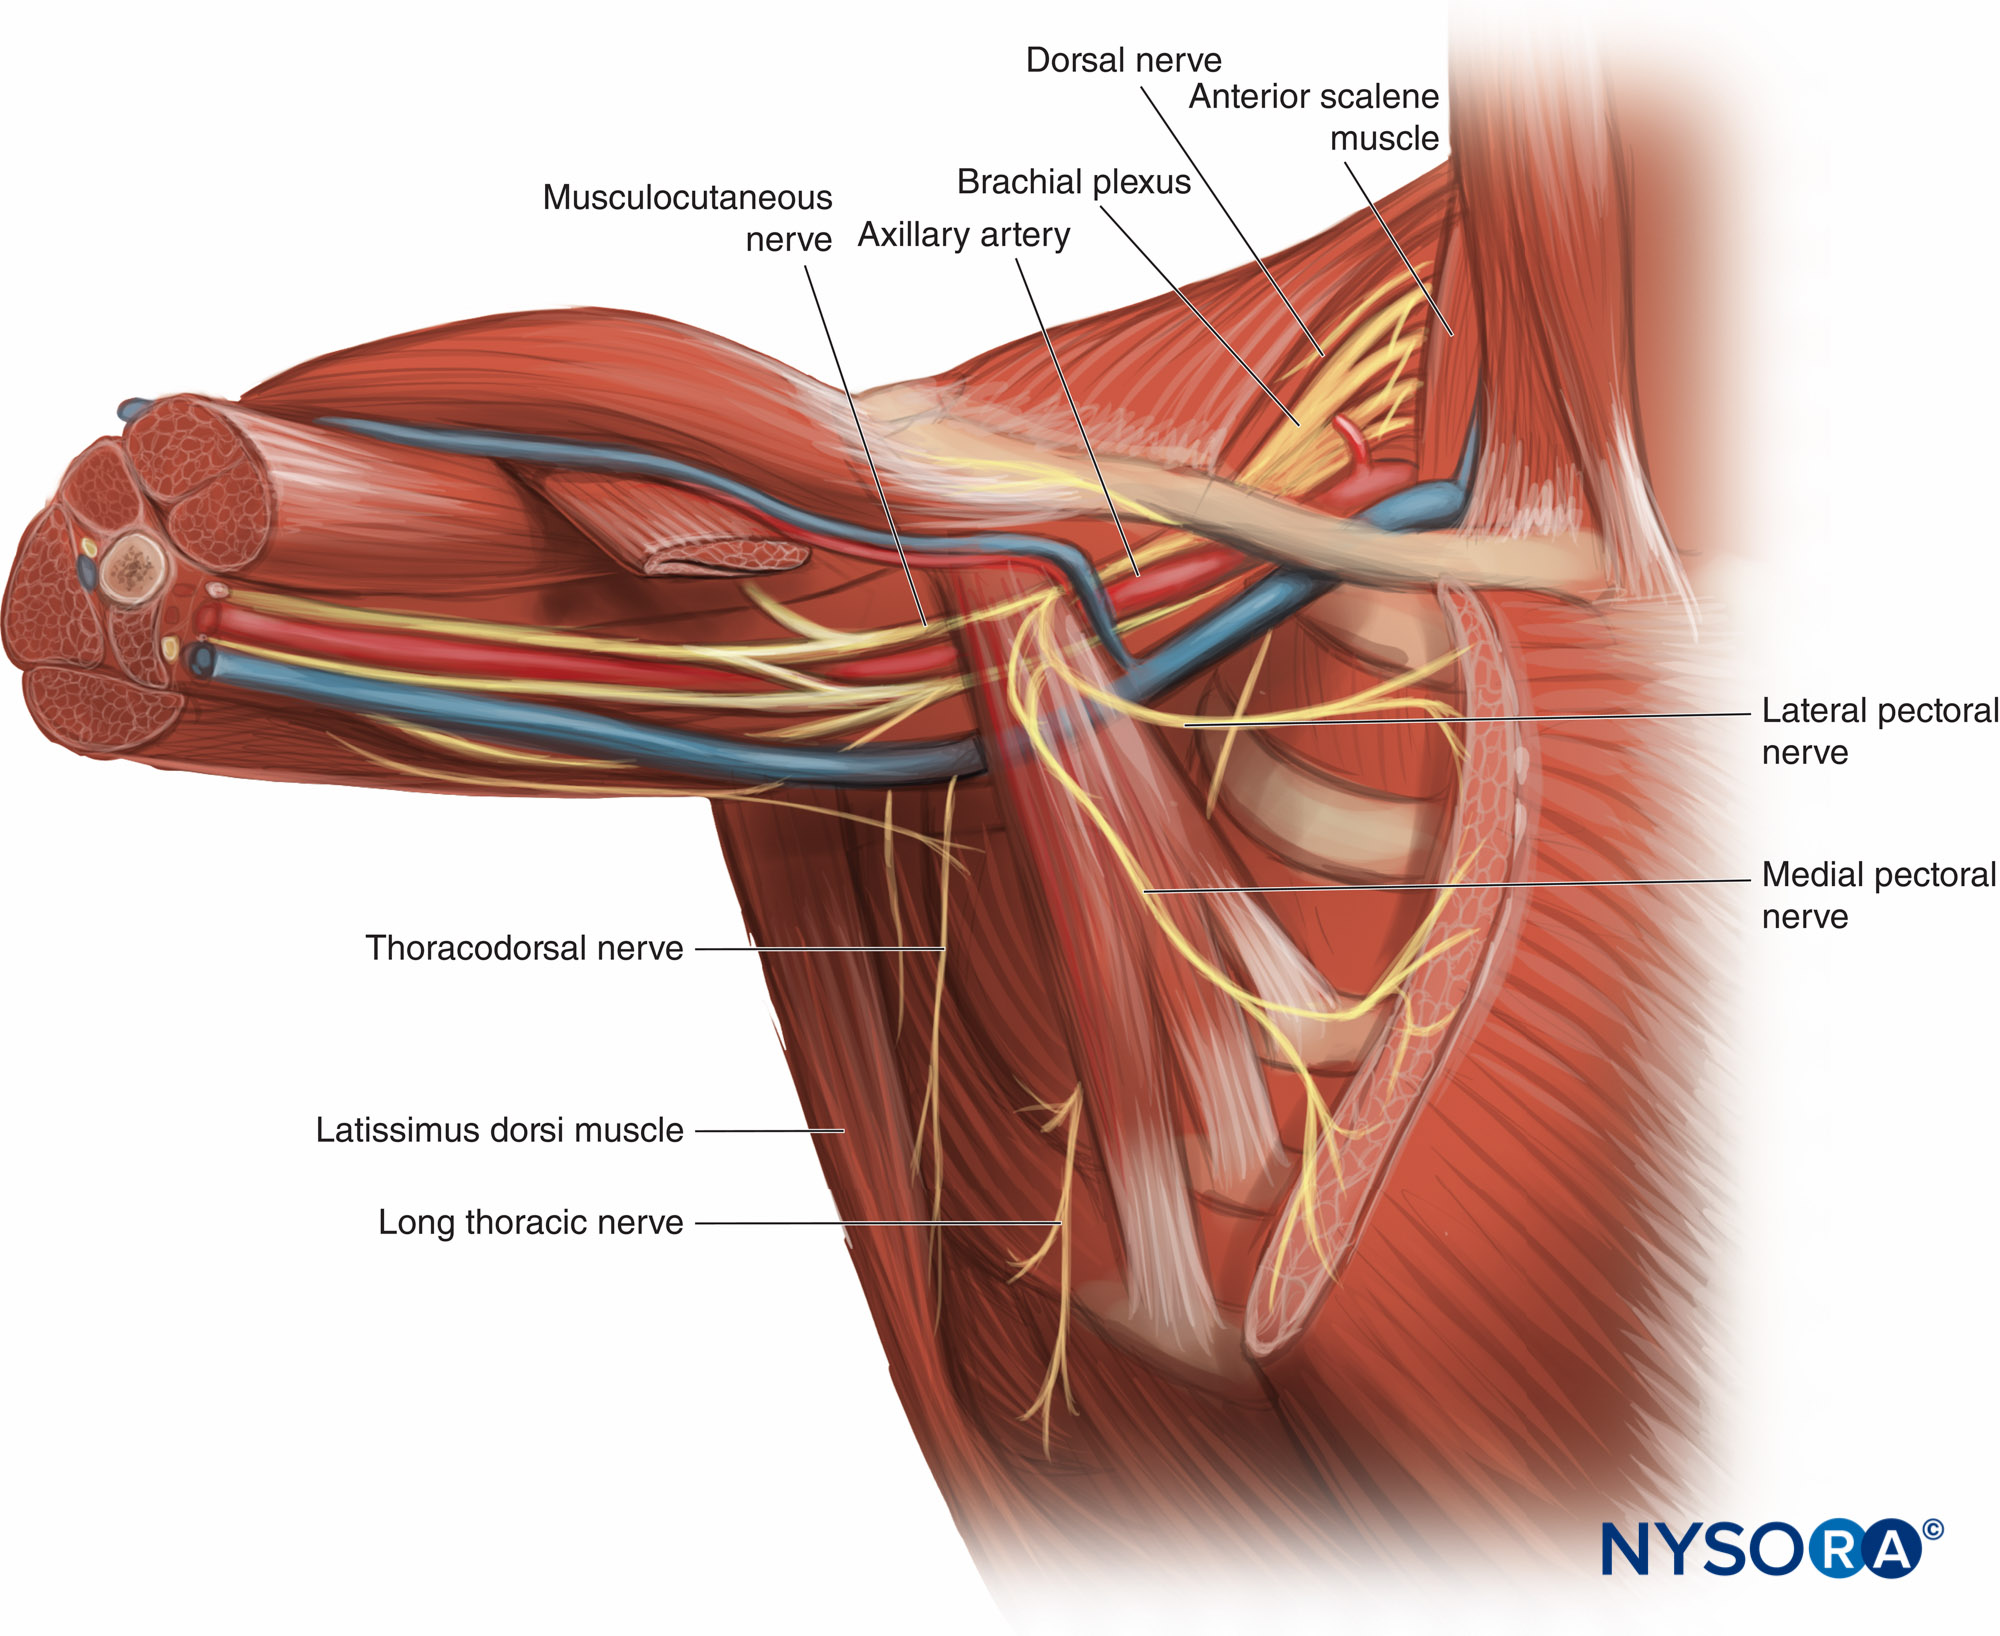 Dorsal nerve
Anterior scalene
muscle
Brachial plexus
Musculocutaneous
nerve
Axillary artery
Lateral pectoral
nerve
Medial pectoral
nerve
Thoracodorsal nerve
Latissimus dorsi muscle
Long thoracic nerve
NYSORA©